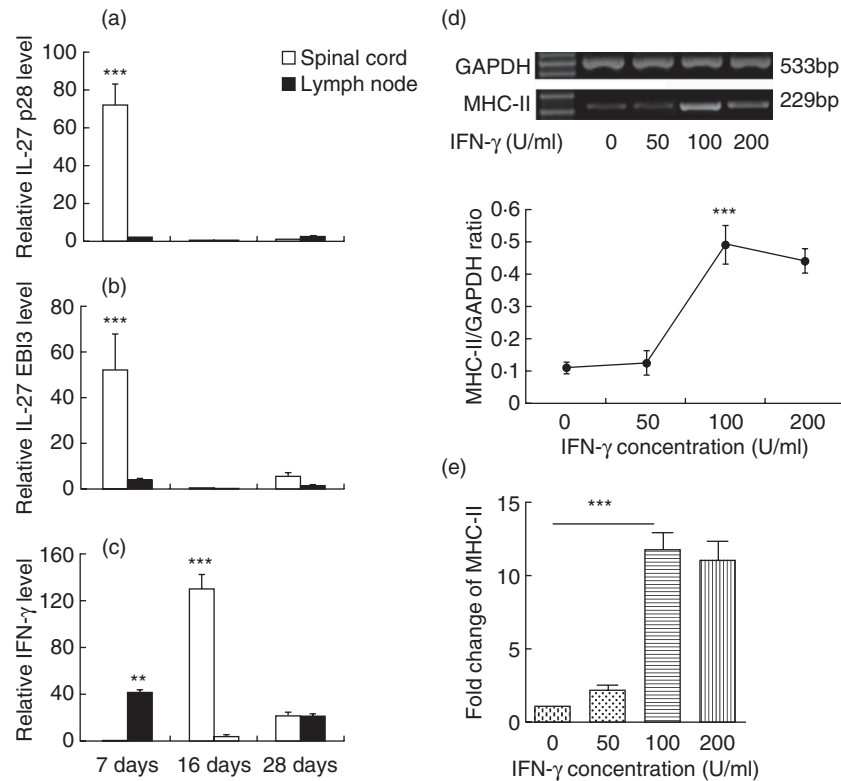 (a)
Relative IL-27 p28 level
100
80
60
40
20
0
***
Spinal cord
Lymph node
(b)
Relative IL-27 EBI3 level
80
60
40
20
0
***
(c)
Relative IFN-γ level
160
120
80
40
0
**
***
7 days 16 days 28 days
(d)
GAPDH 533bp
MHC-II 229bp
IFN-γ (U/ml) 0 50 100 200
MHC-II/GAPDH ratio
0·6
0·5
0·4
0·3
0·2
0·1
0
***
0 50 100 200
IFN-γ concentration (U/ml)
(e)
Fold change of MHC-II
15
10
5
0
***
0 50 100 200
IFN-γ concentration (U/ml)